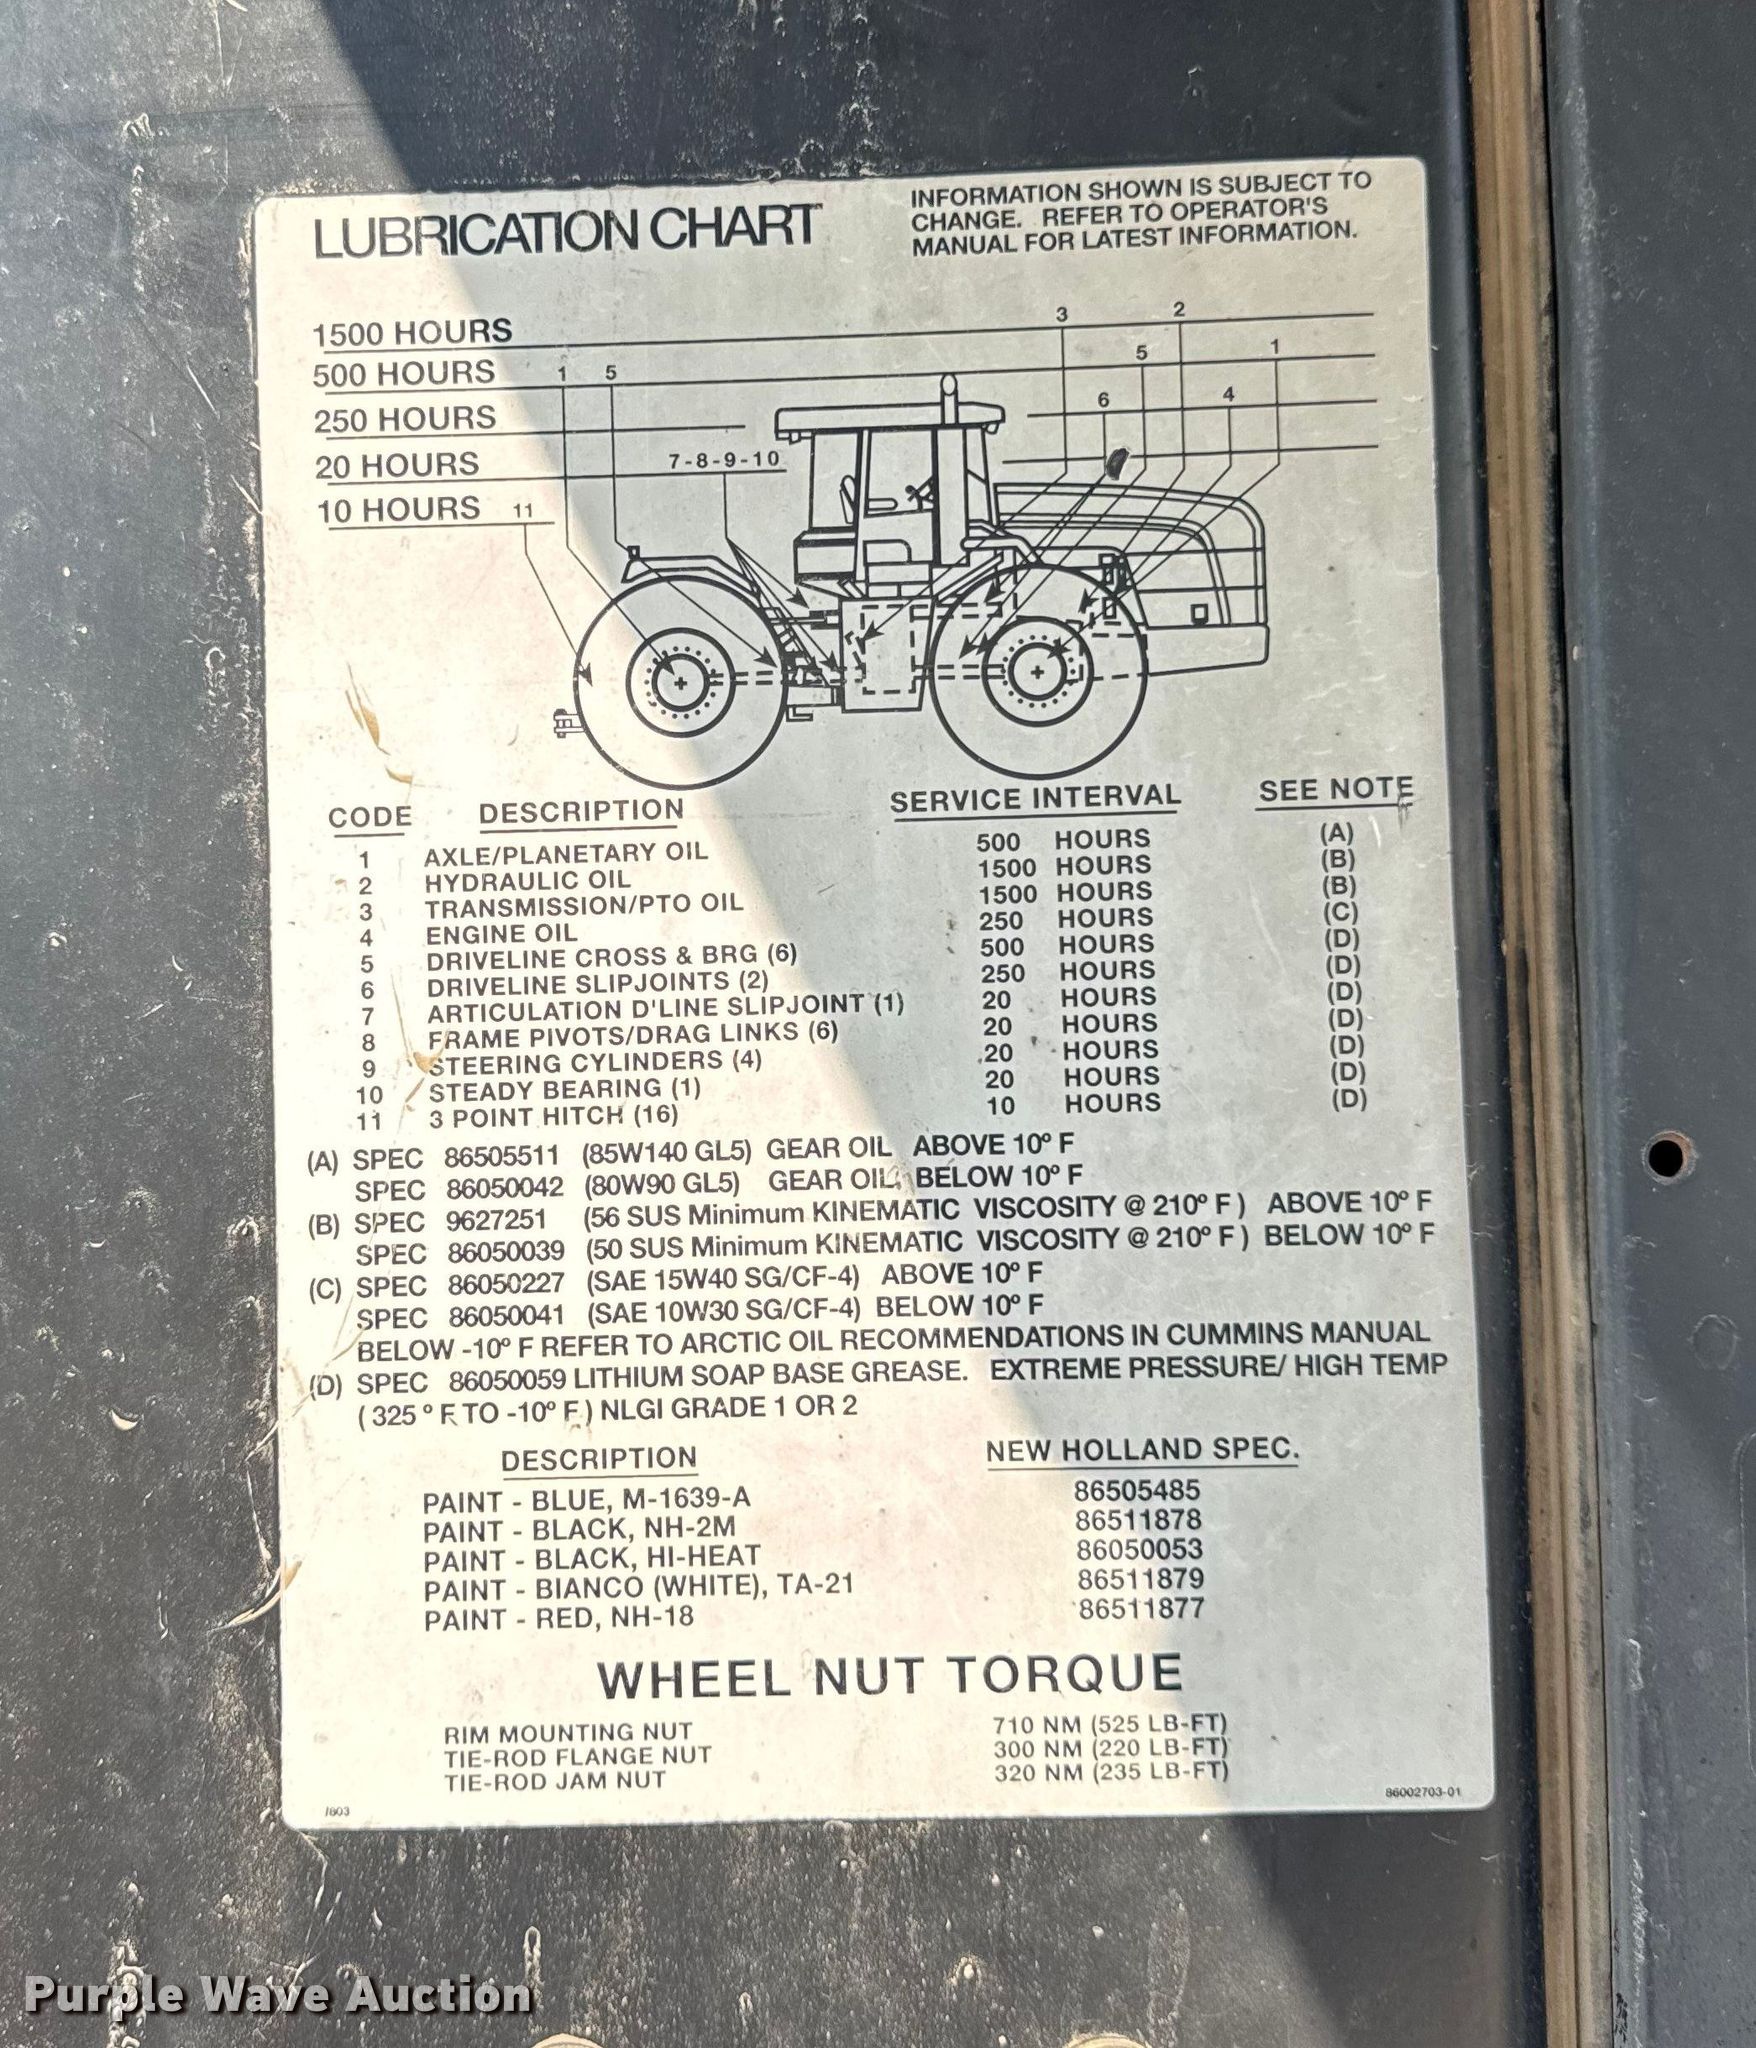 LUBRICATION CHART
INFORMATION SHOWN IS SUBJECT TO
CHANGE. REFER TO OPERATOR'S
MANUAL FOR LATEST INFORMATION.
1500 HOURS 3 2
500 HOURS 1 5 5 1
250 HOURS 6 4
20 HOURS 7-8-9-10
10 HOURS 11
CODE DESCRIPTION SERVICE INTERVAL SEE NOTE
1 AXLE/PLANETARY OIL 500 HOURS (A)
2 HYDRAULIC OIL 1500 HOURS (B)
3 TRANSMISSION/PTO OIL 1500 HOURS (B)
4 ENGINE OIL 250 HOURS (C)
5 DRIVELINE CROSS & BRG (6) 500 HOURS (D)
6 DRIVELINE SLIPJOINTS (2) 250 HOURS (D)
7 ARTICULATION D'LINE SLIPJOINT (1) 20 HOURS (D)
8 FRAME PIVOTS/DRAG LINKS (6) 20 HOURS (D)
9 STEERING CYLINDERS (4) 20 HOURS (D)
10 STEADY BEARING (1) 20 HOURS (D)
11 3 POINT HITCH (16) 10 HOURS (D)
(A) SPEC 86505511 (85W140 GL5) GEAR OIL ABOVE 10º F
SPEC 86050042 (80W90 GL5) GEAR OIL BELOW 10º F
(B) SPEC 9627251 (56 SUS Minimum KINEMATIC VISCOSITY @ 210º F) ABOVE 10º F
SPEC 86050039 (50 SUS Minimum KINEMATIC VISCOSITY @ 210º F) BELOW 10º F
(C) SPEC 86050227 (SAE 15W40 SG/CF-4) ABOVE 10º F
SPEC 86050041 (SAE 10W30 SG/CF-4) BELOW 10º F
BELOW -10º F REFER TO ARCTIC OIL RECOMMENDATIONS IN CUMMINS MANUAL
(D) SPEC 86050059 LITHIUM SOAP BASE GREASE. EXTREME PRESSURE/ HIGH TEMP
(325º F TO -10º F) NLGI GRADE 1 OR 2
DESCRIPTION NEW HOLLAND SPEC.
PAINT - BLUE, M-1639-A 86505485
PAINT - BLACK, NH-2M 86511878
PAINT - BLACK, HI-HEAT 86050053
PAINT - BIANCO (WHITE), TA-21 86511879
PAINT - RED, NH-18 86511877
WHEEL NUT TORQUE
RIM MOUNTING NUT 710 NM (525 LB-FT)
TIE-ROD FLANGE NUT 300 NM (220 LB-FT)
TIE-ROD JAM NUT 320 NM (235 LB-FT)
/803 86002703-01
Purple Wave Auction